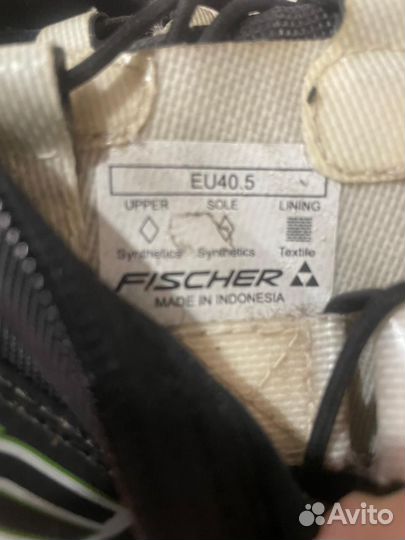 EU40.5
UPPER SOLE LINING
Synthetics Synthetics Textile
FISCHER
MADE IN INDONESIA
Avito